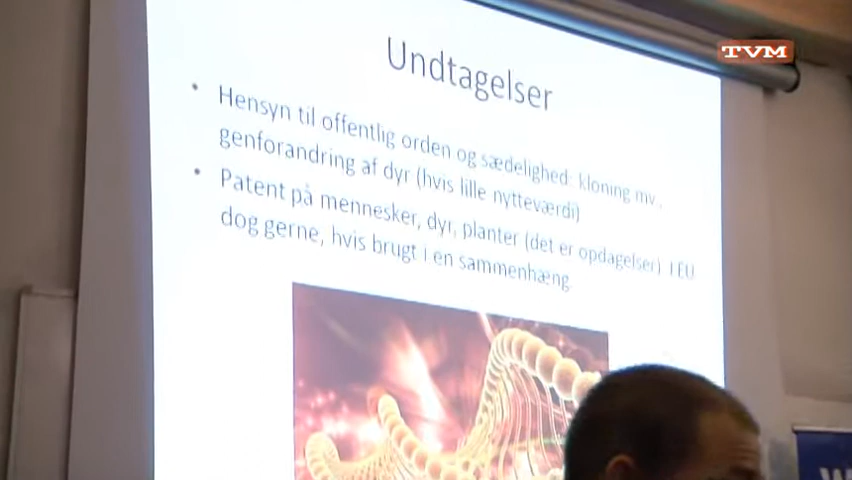 TVM
Undtagelser
• Hensyn til offentlig orden og sædelighed: kloning mv.,
genforandring af dyr (hvis lille nytteværdi)
• Patent på mennesker, dyr, planter (det er opdagelser) I EU
dog gerne, hvis brugt i en sammenhæng